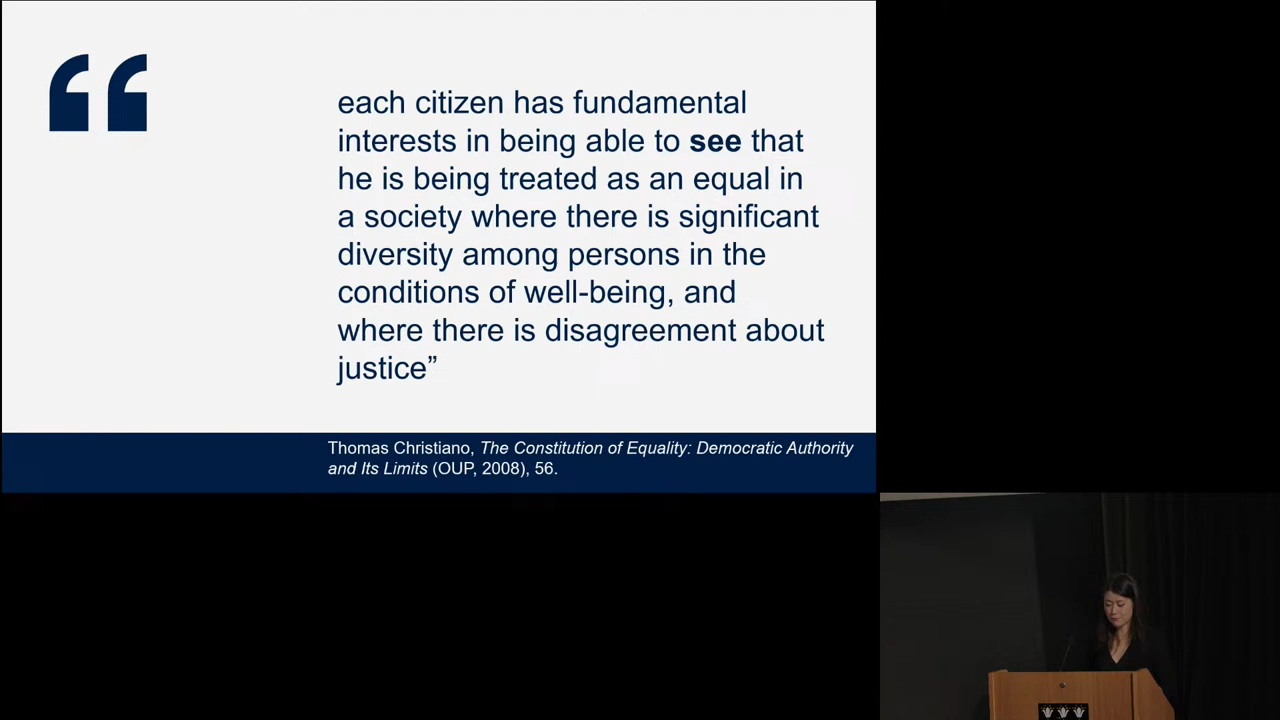 “
each citizen has fundamental
interests in being able to see that
he is being treated as an equal in
a society where there is significant
diversity among persons in the
conditions of well-being, and
where there is disagreement about
justice”
Thomas Christiano, The Constitution of Equality: Democratic Authority
and Its Limits (OUP, 2008), 56.